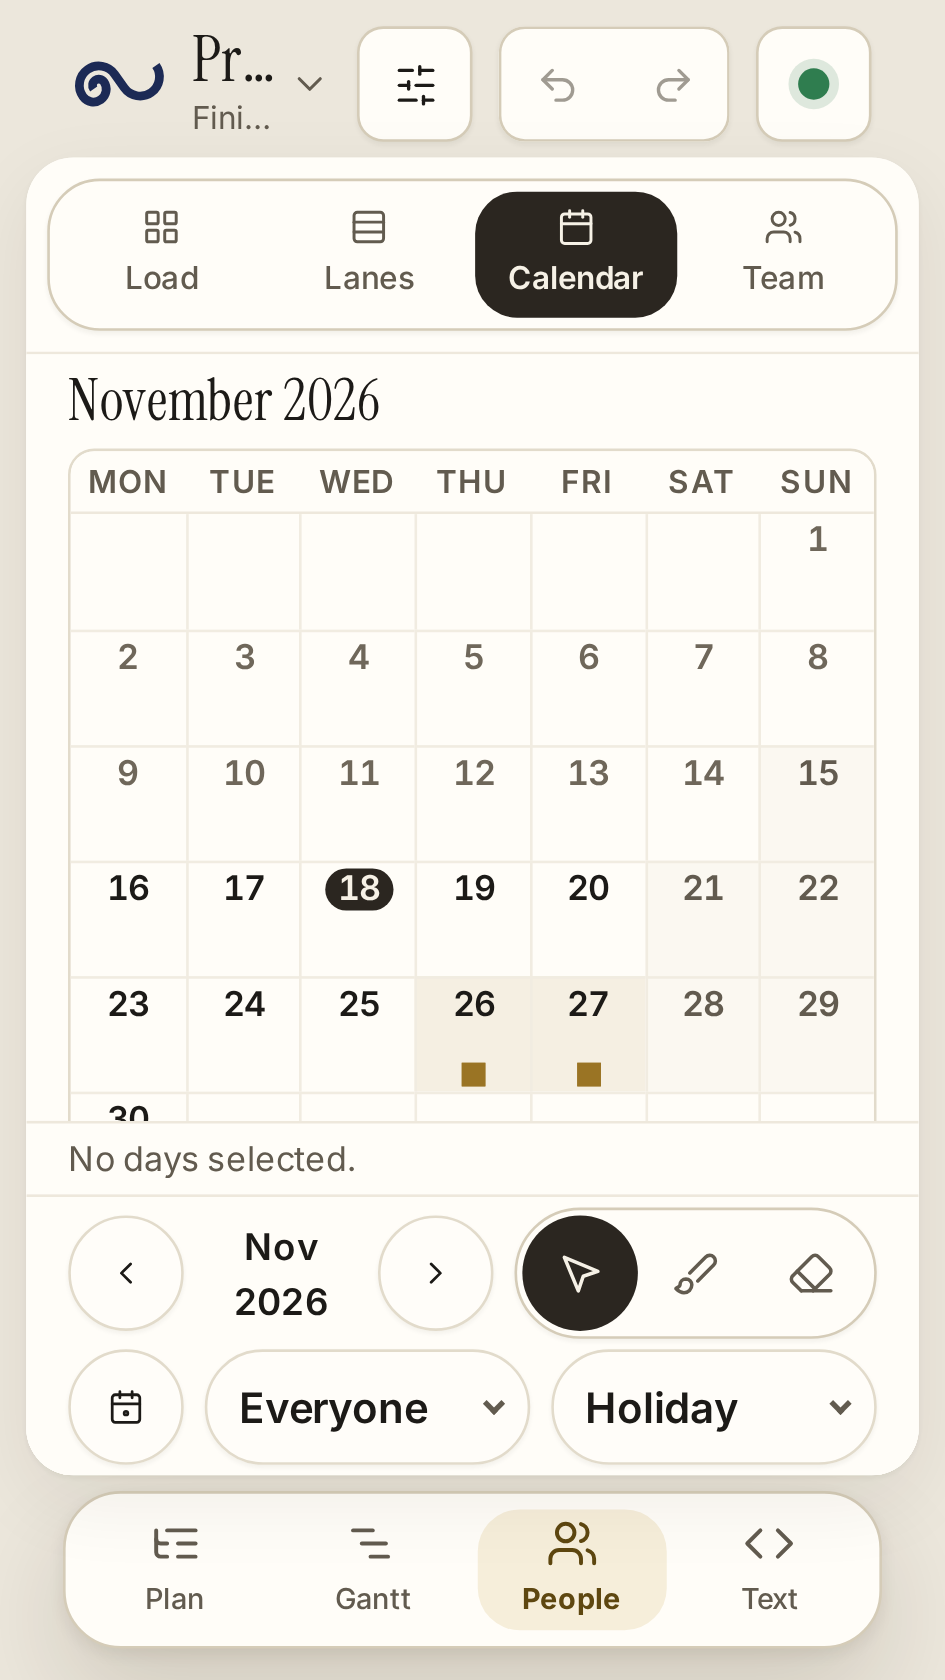 Pr...
Fini...
Load Lanes Calendar Team
November 2026
MON TUE WED THU FRI SAT SUN
1
2 3 4 5 6 7 8
9 10 11 12 13 14 15
16 17 18 19 20 21 22
23 24 25 26 27 28 29
30
No days selected.
Nov
2026
Everyone Holiday
Plan Gantt People Text